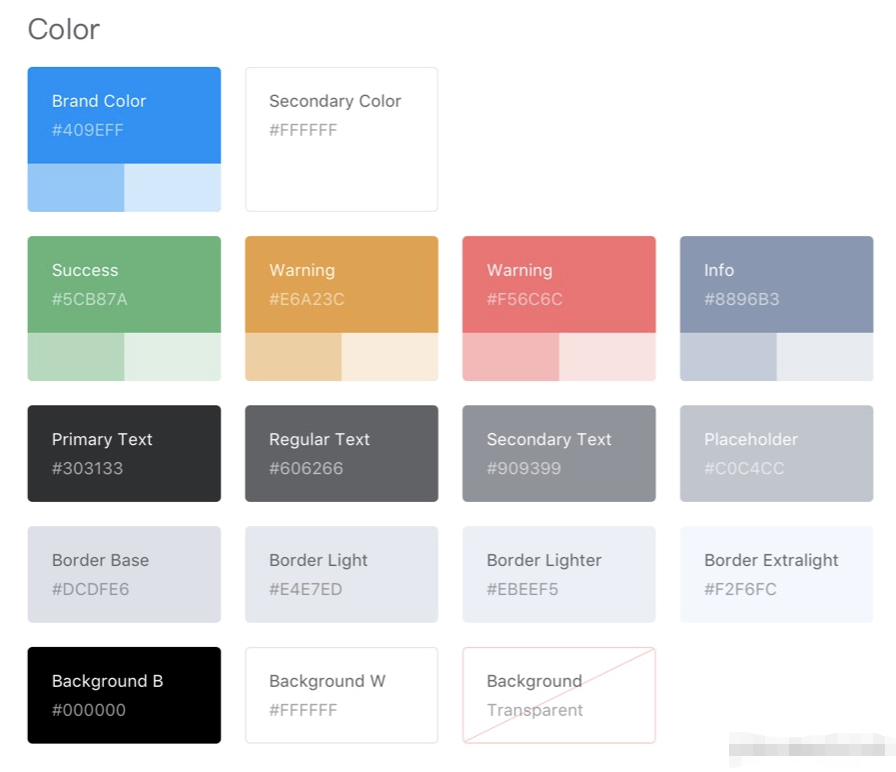 Color
Brand Color
#409EFF
Secondary Color
#FFFFFF
Success
#5CB87A
Warning
#E6A23C
Warning
#F56C6C
Info
#8896B3
Primary Text
#303133
Regular Text
#606266
Secondary Text
#909399
Placeholder
#C0C4CC
Border Base
#DCDFE6
Border Light
#E4E7ED
Border Lighter
#EBEEF5
Border Extralight
#F2F6FC
Background B
#000000
Background W
#FFFFFF
Background
Transparent